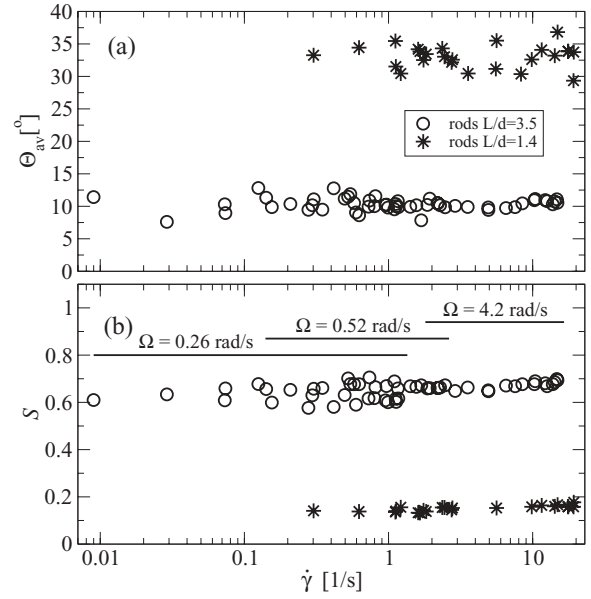 (a)
40
35
30
25
20
15
10
5
0
Θav[°]
rods L/d=3.5
rods L/d=1.4
(b)
1
0.8
0.6
0.4
0.2
0
S
Ω = 4.2 rad/s
Ω = 0.52 rad/s
Ω = 0.26 rad/s
0.01 0.1 1 10
γ̇ [1/s]